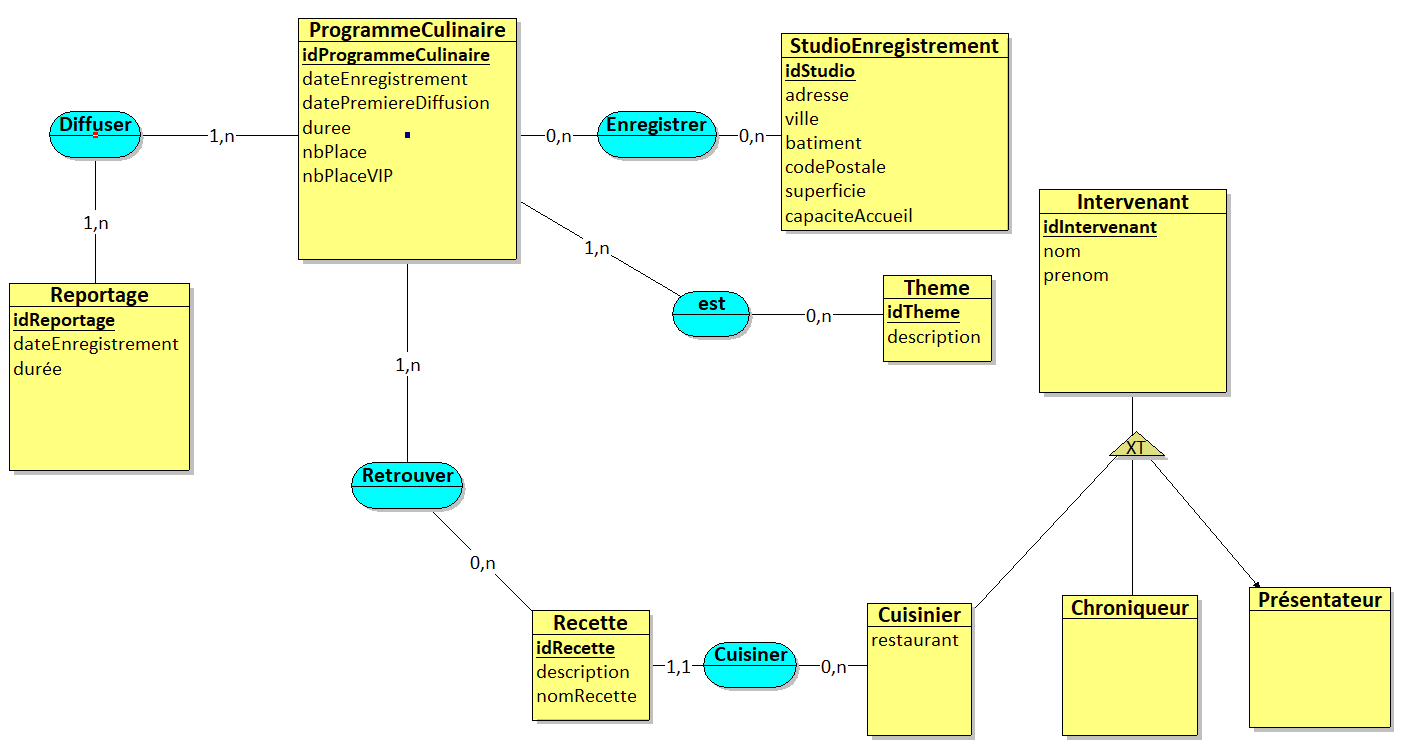 ProgrammeCulinaire
idProgrammeCulinaire
dateEnregistrement
datePremiereDiffusion
duree
nbPlace
nbPlaceVIP
StudioEnregistrement
idStudio
adresse
ville
batiment
codePostale
superficie
capaciteAccueil
Diffuser
1,n
0,n
Enregistrer
0,n
1,n
Intervenant
idIntervenant
nom
prenom
1,n
Reportage
idReportage
dateEnregistrement
durée
est
0,n
Theme
idTheme
description
1,n
XT
Retrouver
0,n
Recette
idRecette
description
nomRecette
1,1
Cuisiner
0,n
Cuisinier
restaurant
Chroniqueur
Présentateur